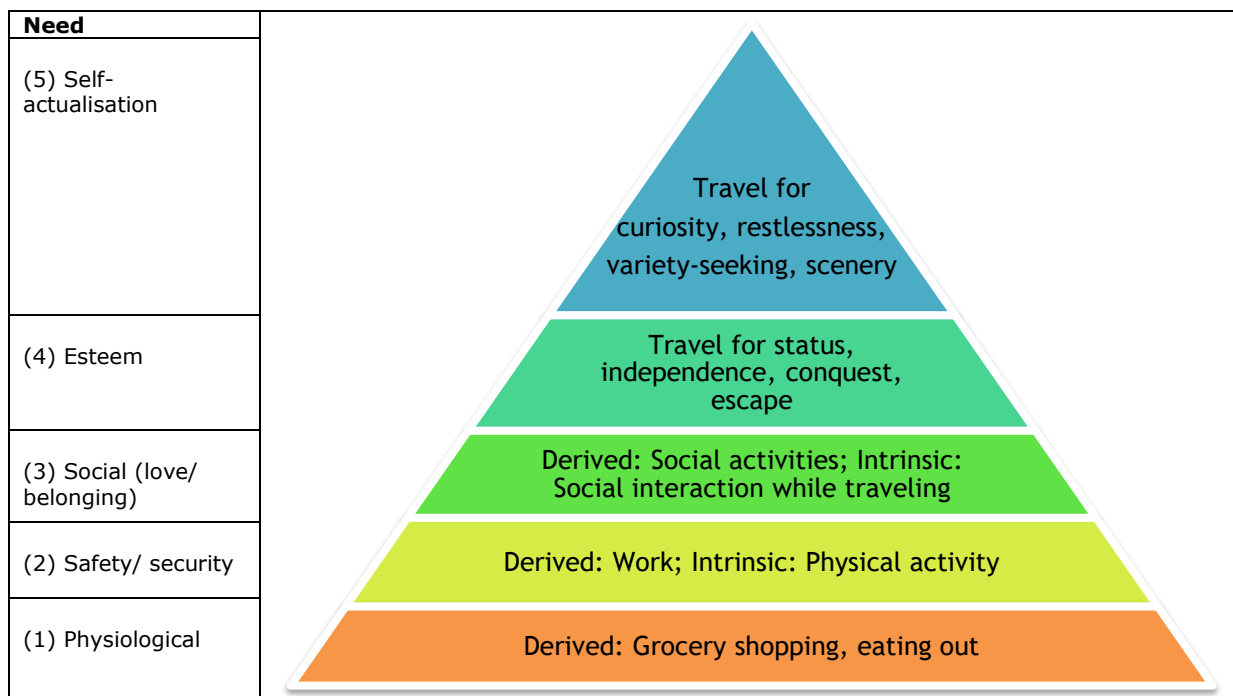 Need
(5) Self-
actualisation
Travel for
curiosity, restlessness,
variety-seeking, scenery
(4) Esteem
Travel for status,
independence, conquest,
escape
(3) Social (love/
belonging)
Derived: Social activities; Intrinsic:
Social interaction while traveling
(2) Safety/ security
Derived: Work; Intrinsic: Physical activity
(1) Physiological
Derived: Grocery shopping, eating out